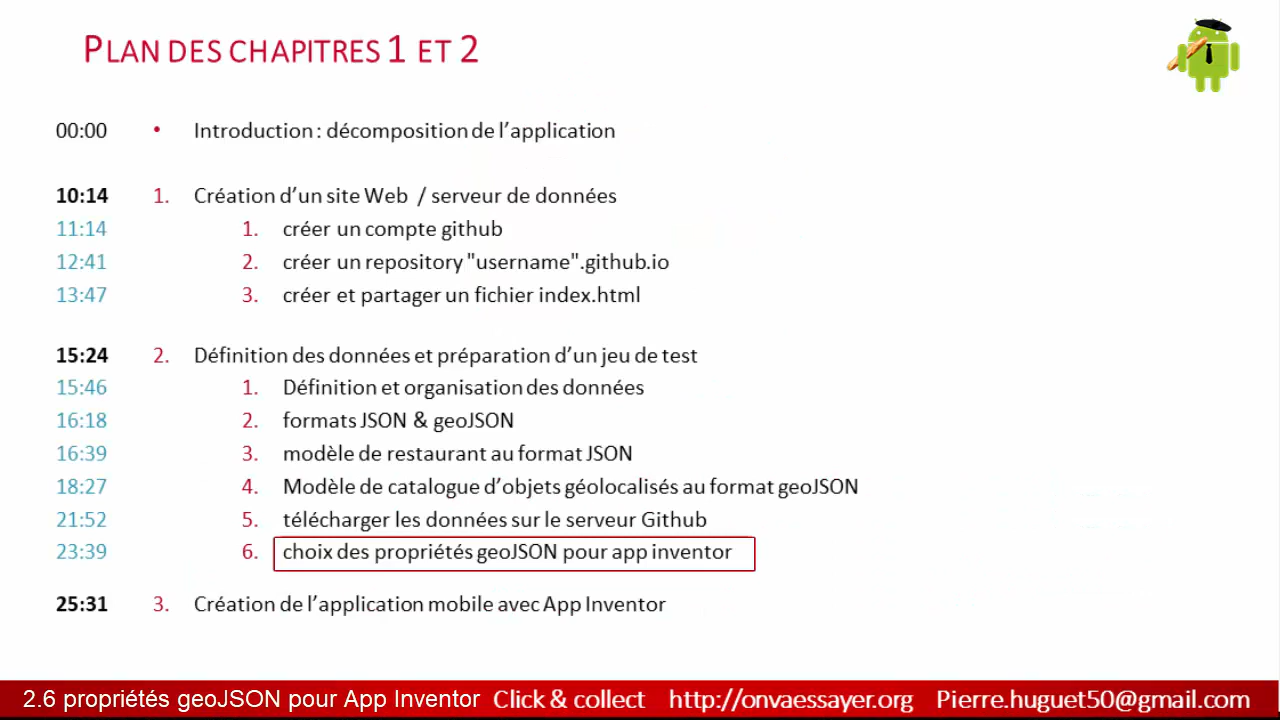 PLAN DES CHAPITRES 1 ET 2
00:00 • Introduction : décomposition de l'application
10:14 1. Création d'un site Web / serveur de données
11:14 1. créer un compte github
12:41 2. créer un repository "username".github.io
13:47 3. créer et partager un fichier index.html
15:24 2. Définition des données et préparation d'un jeu de test
15:46 1. Définition et organisation des données
16:18 2. formats JSON & geoJSON
16:39 3. modèle de restaurant au format JSON
18:27 4. Modèle de catalogue d'objets géolocalisés au format geoJSON
21:52 5. télécharger les données sur le serveur Github
23:39 6. choix des propriétés geoJSON pour app inventor
25:31 3. Création de l'application mobile avec App Inventor
2.6 propriétés geoJSON pour App Inventor Click & collect http://onvaessayer.org Pierre.huguet50@gmail.com